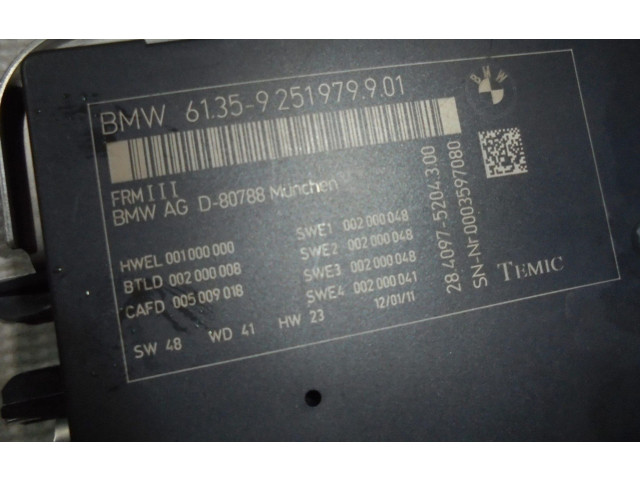 BMW 61.35-9 251979.9.01
BMW
FRM III
BMW AG D-80788 München
HWEL 001 000 000
BTLD 002 000 008
CAFD 005 009 018
SWE1 002 000 048
SWE2 002 000 048
SWE3 002 000 048
SWE4 002 000 041
SW 48 WD 41 HW 23 12/01/11
28.4097-5204.3.00
SN-Nr0003597080
TEMIC